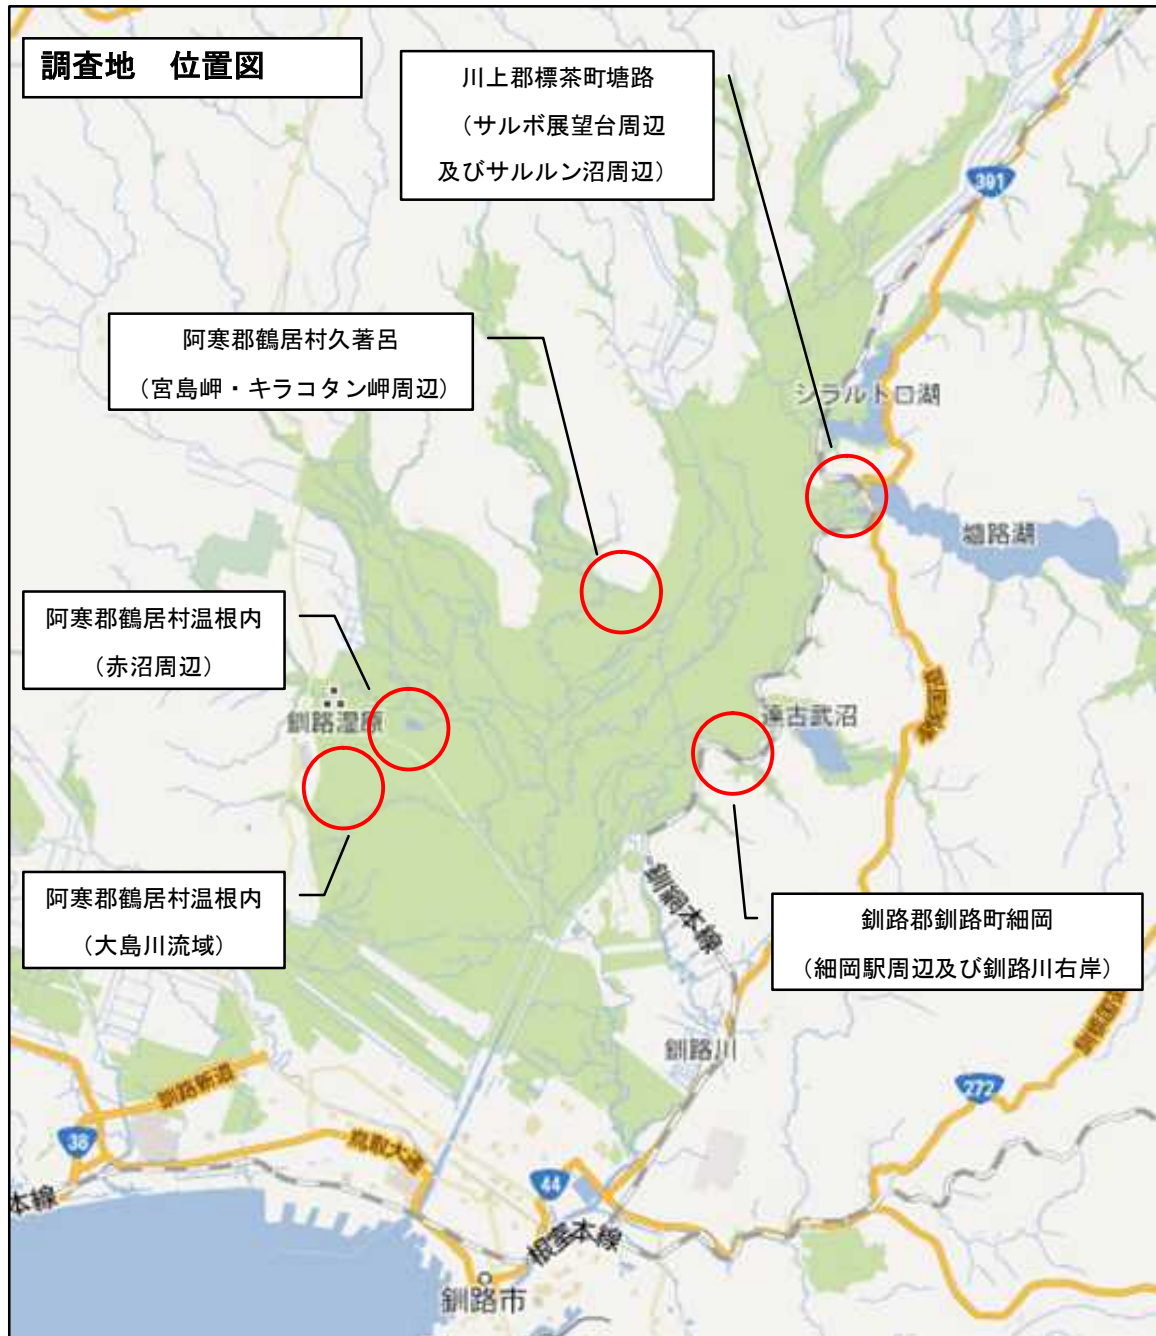 調査地　位置図
川上郡標茶町塘路
（サルボ展望台周辺
及びサルルン沼周辺）
391
阿寒郡鶴居村久著呂
（宮島岬・キラコタン岬周辺）
シラルトロ湖
塘路湖
阿寒郡鶴居村温根内
（赤沼周辺）
釧路湿原
達古武沼
阿寒郡鶴居村温根内
（大島川流域）
釧網本線
釧路郡釧路町細岡
（細岡駅周辺及び釧路川右岸）
釧路川
釧路新道
272
38
鳥取大通
44
本線
根室本線
釧路市